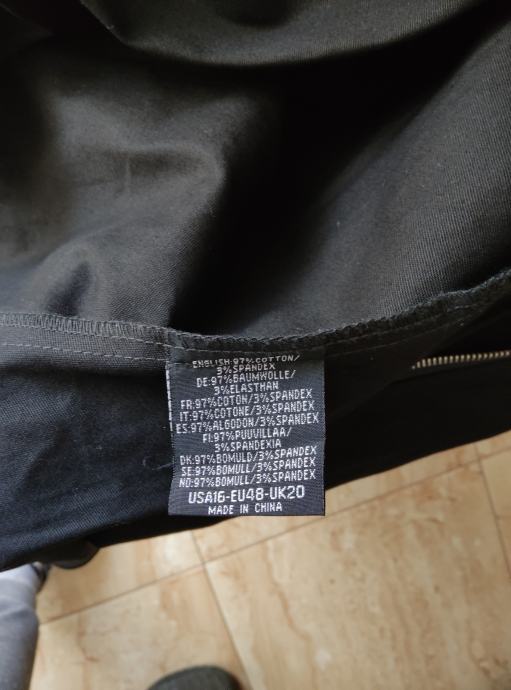 ENGLISH:97%COTTON/
3%SPANDEX
DE:97%BAUMWOLLE/
3%ELASTHAN
FR:97%COTON/3%SPANDEX
IT:97%COTONE/3%SPANDEX
ES:97%ALGODON/3%SPANDEX
FI:97%PUUVILLAA/
3%SPANDEXIA
DK:97%BOMULD/3%SPANDEX
SE:97%BOMULL/3%SPANDEX
NO:97%BOMULL/3%SPANDEX
USA16-EU48-UK20
MADE IN CHINA